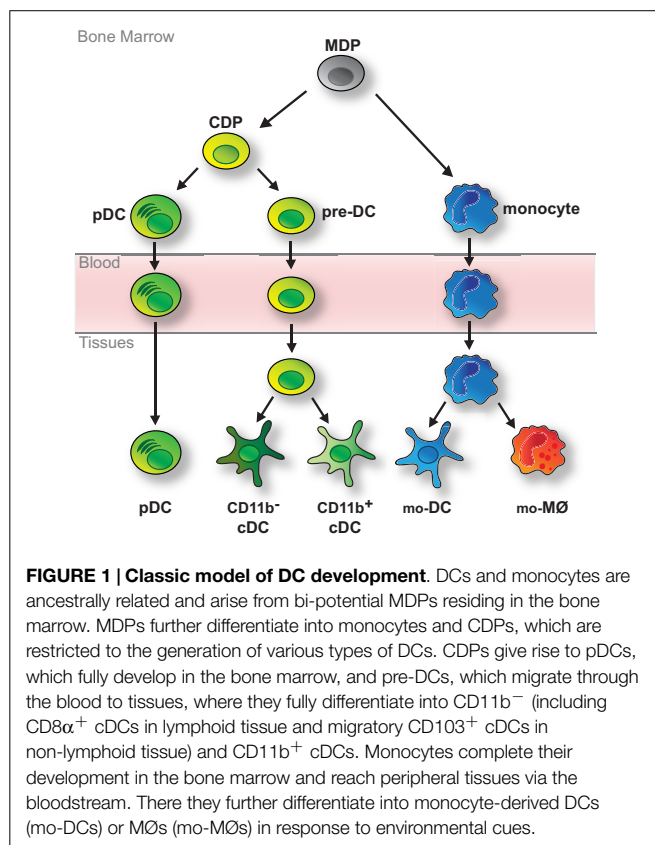 Bone Marrow
MDP
CDP
pDC
pre-DC
monocyte
Blood
Tissues
pDC
CD11b⁻ cDC
CD11b⁺ cDC
mo-DC
mo-MØ
FIGURE 1 | Classic model of DC development. DCs and monocytes are
ancestrally related and arise from bi-potential MDPs residing in the bone
marrow. MDPs further differentiate into monocytes and CDPs, which are
restricted to the generation of various types of DCs. CDPs give rise to pDCs,
which fully develop in the bone marrow, and pre-DCs, which migrate through
the blood to tissues, where they fully differentiate into CD11b⁻ (including
CD8α⁺ cDCs in lymphoid tissue and migratory CD103⁺ cDCs in
non-lymphoid tissue) and CD11b⁺ cDCs. Monocytes complete their
development in the bone marrow and reach peripheral tissues via the
bloodstream. There they further differentiate into monocyte-derived DCs
(mo-DCs) or MØs (mo-MØs) in response to environmental cues.